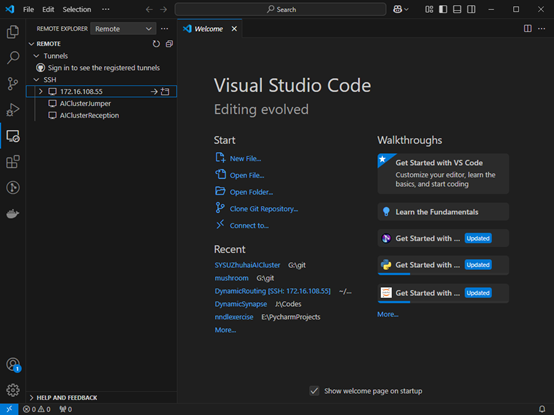 File Edit Selection ···
Search
REMOTE EXPLORER Remote
Welcome
REMOTE
Tunnels
Sign in to see the registered tunnels
SSH
172.16.108.55
AIClusterJumper
AIClusterReception
Visual Studio Code
Editing evolved
Start
New File...
Open File...
Open Folder...
Clone Git Repository...
Connect to...
Recent
SYSUZhuhaiAICluster G:\git
mushroom G:\git
DynamicRouting [SSH: 172.16.108.55] ~/...
DynamicSynapse J:\Codes
nndlexercise E:\PycharmProjects
More...
Walkthroughs
Get Started with VS Code
Customize your editor, learn the
basics, and start coding
Learn the Fundamentals
Get Started with ... Updated
Get Started with ... Updated
Get Started with ... Updated
More...
Show welcome page on startup
1
HELP AND FEEDBACK
0 0 0